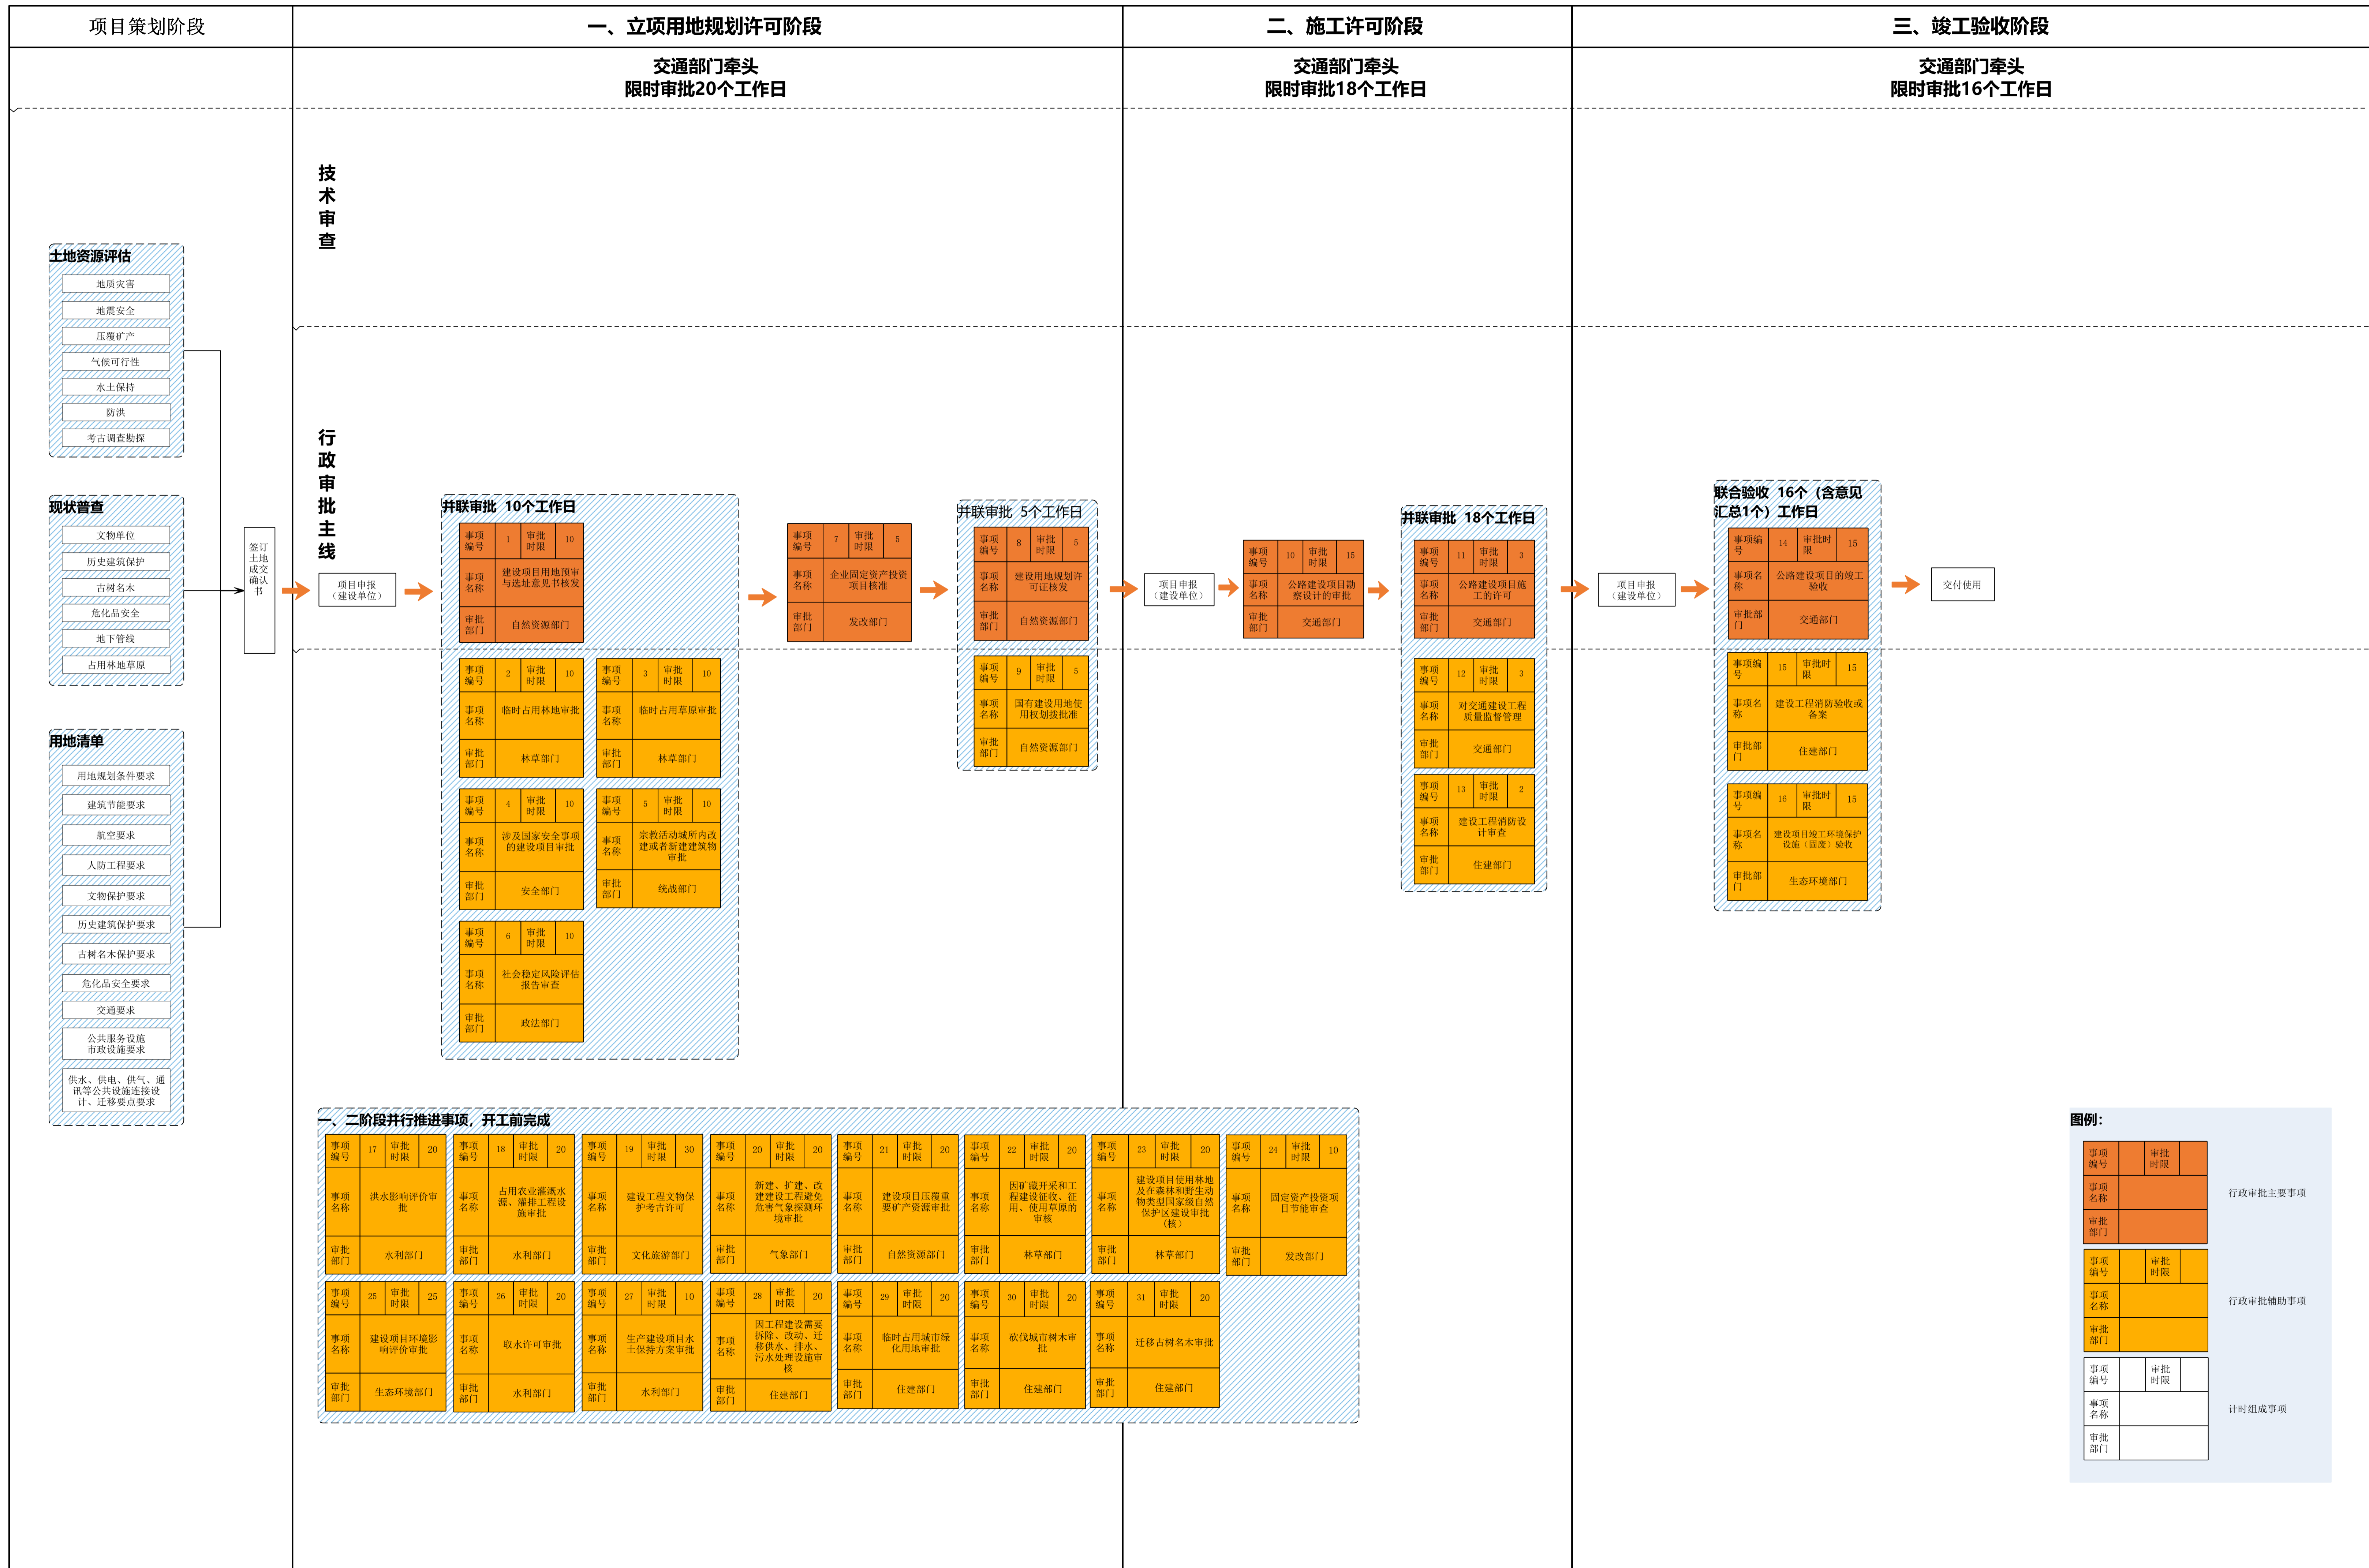 项目策划阶段
一、立项用地规划许可阶段
二、施工许可阶段
三、竣工验收阶段
交通部门牵头
限时审批20个工作日
交通部门牵头
限时审批18个工作日
交通部门牵头
限时审批16个工作日
土地资源评估
地质灾害
地震安全
压覆矿产
气候可行性
水土保持
防洪
考古调查勘探
现状普查
文物单位
历史建筑保护
古树名木
危化品安全
地下管线
占用林地草原
用地清单
用地规划条件要求
建筑节能要求
航空要求
人防工程要求
文物保护要求
历史建筑保护要求
古树名木保护要求
危化品安全要求
交通要求
公共服务设施
市政设施要求
供水、供电、供气、通
讯等公共设施连接设
计、迁移要点要求
签订
土地
成交
确认
书
技
术
审
查
行
政
审
批
主
线
项目申报
（建设单位）
并联审批 10个工作日
事项
编号
1
审批
时限
10
事项
名称
建设项目用地预审
与选址意见书核发
审批
部门
自然资源部门
事项
编号
2
审批
时限
10
事项
名称
临时占用林地审批
审批
部门
林草部门
事项
编号
3
审批
时限
10
事项
名称
临时占用草原审批
审批
部门
林草部门
事项
编号
4
审批
时限
10
事项
名称
涉及国家安全事项
的建设项目审批
审批
部门
安全部门
事项
编号
5
审批
时限
10
事项
名称
宗教活动城所内改
建或者新建建筑物
审批
审批
部门
统战部门
事项
编号
6
审批
时限
10
事项
名称
社会稳定风险评估
报告审查
审批
部门
政法部门
事项
编号
7
审批
时限
5
事项
名称
企业固定资产投资
项目核准
审批
部门
发改部门
并联审批 5个工作日
事项
编号
8
审批
时限
5
事项
名称
建设用地规划许
可证核发
审批
部门
自然资源部门
事项
编号
9
审批
时限
5
事项
名称
国有建设用地使
用权划拨批准
审批
部门
自然资源部门
项目申报
（建设单位）
事项
编号
10
审批
时限
15
事项
名称
公路建设项目勘
察设计的审批
审批
部门
交通部门
并联审批 18个工作日
事项
编号
11
审批
时限
3
事项
名称
公路建设项目施
工的许可
审批
部门
交通部门
事项
编号
12
审批
时限
3
事项
名称
对交通建设工程
质量监督管理
审批
部门
交通部门
事项
编号
13
审批
时限
2
事项
名称
建设工程消防设
计审查
审批
部门
住建部门
项目申报
（建设单位）
联合验收 16个（含意见
汇总1个）工作日
事项编
号
14
审批时
限
15
事项名
称
公路建设项目的竣工
验收
审批部
门
交通部门
事项编
号
15
审批时
限
15
事项名
称
建设工程消防验收或
备案
审批部
门
住建部门
事项编
号
16
审批时
限
15
事项名
称
建设项目竣工环境保护
设施（固废）验收
审批部
门
生态环境部门
交付使用
一、二阶段并行推进事项，开工前完成
事项
编号
17
审批
时限
20
事项
名称
洪水影响评价审
批
审批
部门
水利部门
事项
编号
18
审批
时限
20
事项
名称
占用农业灌溉水
源、灌排工程设
施审批
审批
部门
水利部门
事项
编号
19
审批
时限
30
事项
名称
建设工程文物保
护考古许可
审批
部门
文化旅游部门
事项
编号
20
审批
时限
20
事项
名称
新建、扩建、改
建建设工程避免
危害气象探测环
境审批
审批
部门
气象部门
事项
编号
21
审批
时限
20
事项
名称
建设项目压覆重
要矿产资源审批
审批
部门
自然资源部门
事项
编号
22
审批
时限
20
事项
名称
因矿藏开采和工
程建设征收、征
用、使用草原的
审核
审批
部门
林草部门
事项
编号
23
审批
时限
20
事项
名称
建设项目使用林地
及在森林和野生动
物类型国家级自然
保护区建设审批
(核）
审批
部门
林草部门
事项
编号
24
审批
时限
10
事项
名称
固定资产投资项
目节能审查
审批
部门
发改部门
事项
编号
25
审批
时限
25
事项
名称
建设项目环境影
响评价审批
审批
部门
生态环境部门
事项
编号
26
审批
时限
20
事项
名称
取水许可审批
审批
部门
水利部门
事项
编号
27
审批
时限
10
事项
名称
生产建设项目水
土保持方案审批
审批
部门
水利部门
事项
编号
28
审批
时限
20
事项
名称
因工程建设需要
拆除、改动、迁
移供水、排水、
污水处理设施审
核
审批
部门
住建部门
事项
编号
29
审批
时限
20
事项
名称
临时占用城市绿
化用地审批
审批
部门
住建部门
事项
编号
30
审批
时限
20
事项
名称
砍伐城市树木审
批
审批
部门
住建部门
事项
编号
31
审批
时限
20
事项
名称
迁移古树名木审批
审批
部门
住建部门
图例：
事项
编号
审批
时限
事项
名称
审批
部门
行政审批主要事项
事项
编号
审批
时限
事项
名称
审批
部门
行政审批辅助事项
事项
编号
审批
时限
事项
名称
审批
部门
计时组成事项